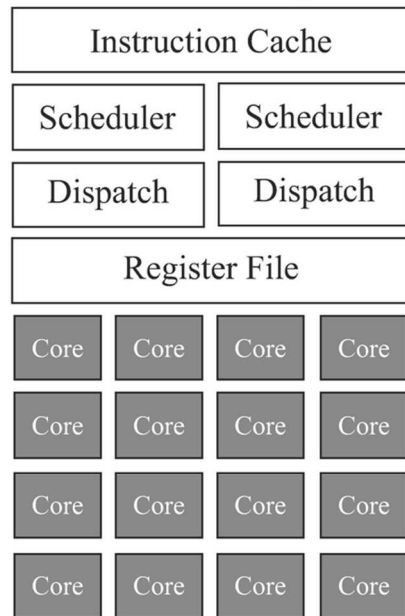 Instruction Cache
Scheduler Scheduler
Dispatch Dispatch
Register File
Core Core Core Core
Core Core Core Core
Core Core Core Core
Core Core Core Core